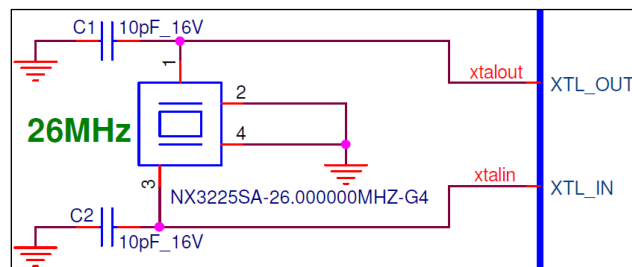 C1 10pF_16V
1
xtalout
XTL_OUT
2
26MHz
4
3
xtalin
XTL_IN
NX3225SA-26.000000MHZ-G4
C2
10pF_16V